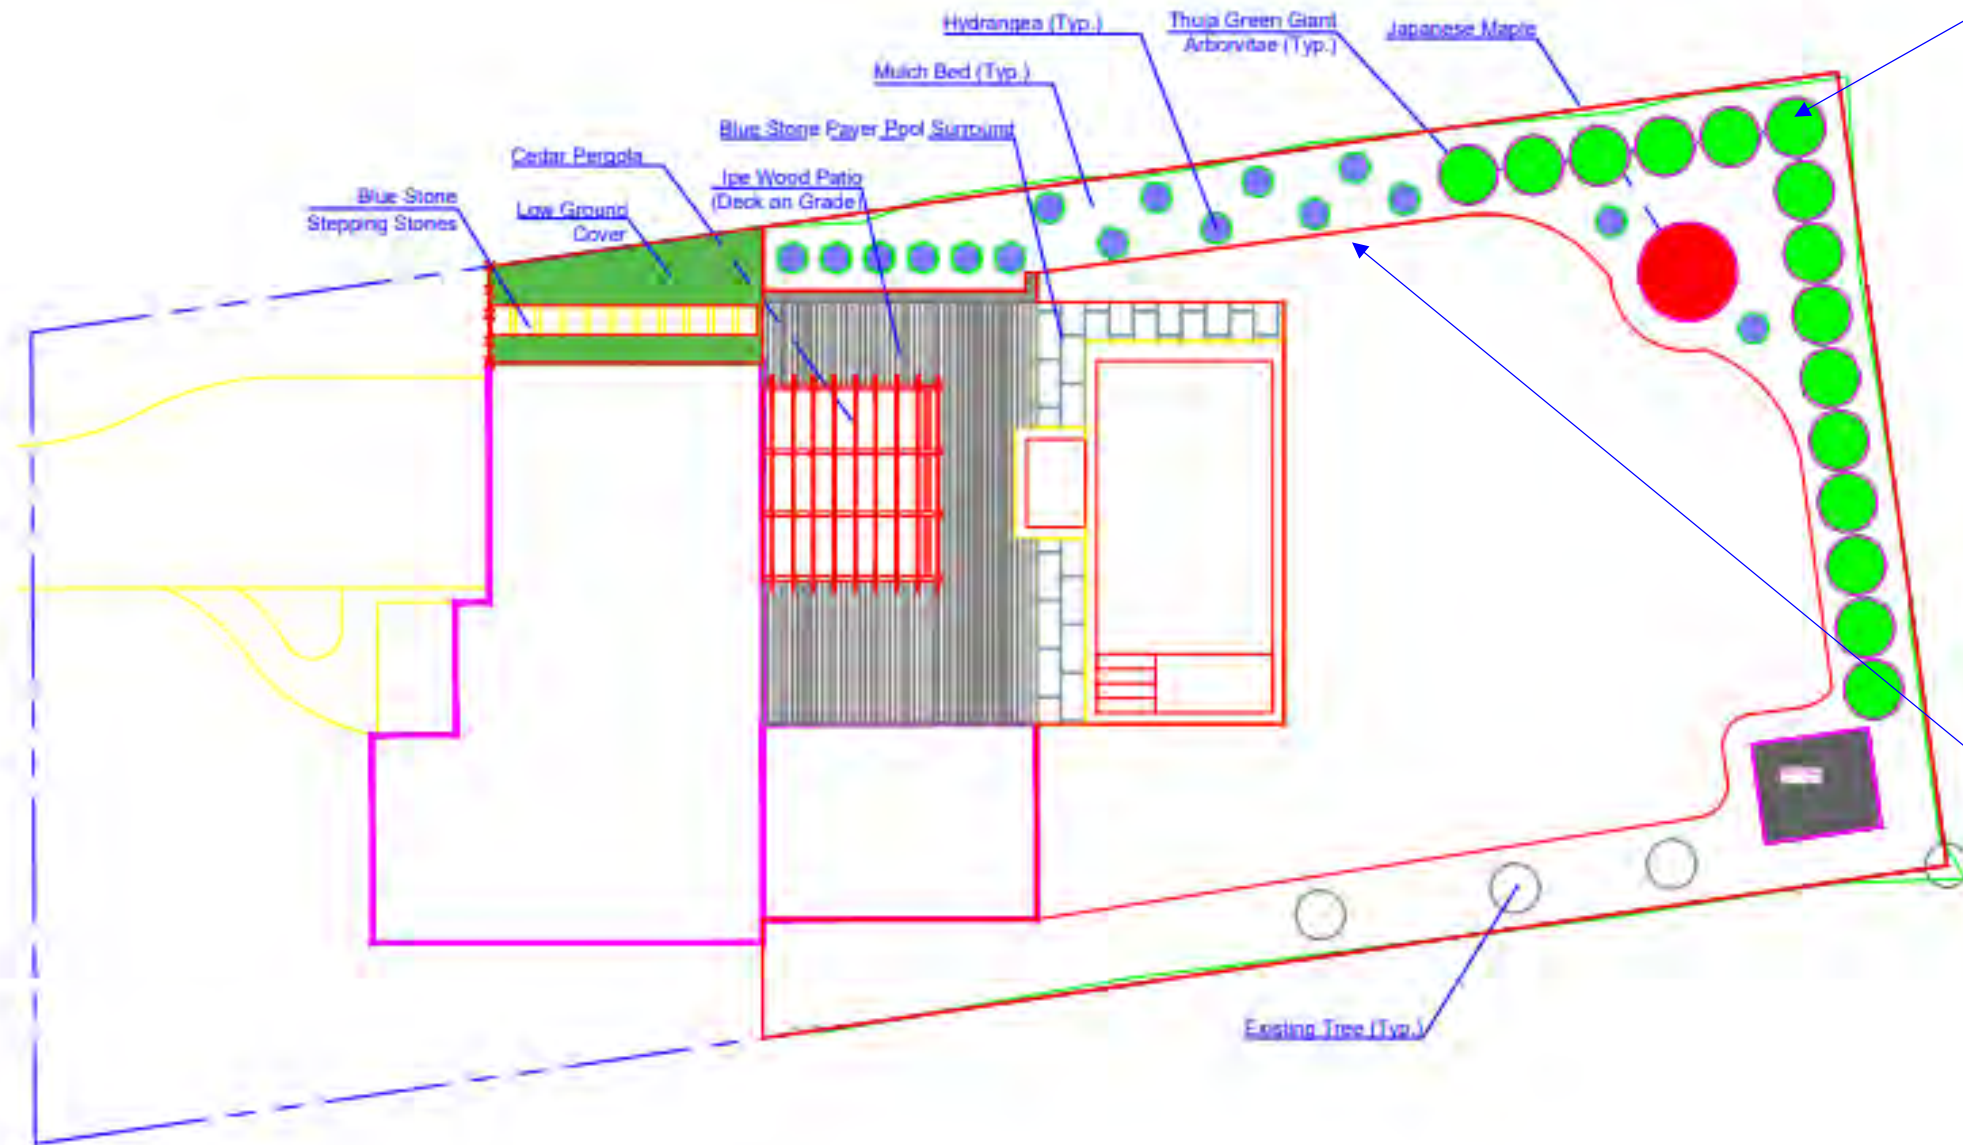 Hydrangea (Typ.)
Thuja Green Giant
Arborvitae (Typ.)
Japanese Maple
Mulch Bed (Typ.)
Blue Stone Paver Pool Surround
Cedar Pergola
Ipe Wood Patio
(Deck on Grade)
Blue Stone
Stepping Stones
Low Ground
Cover
Existing Tree (Typ.)